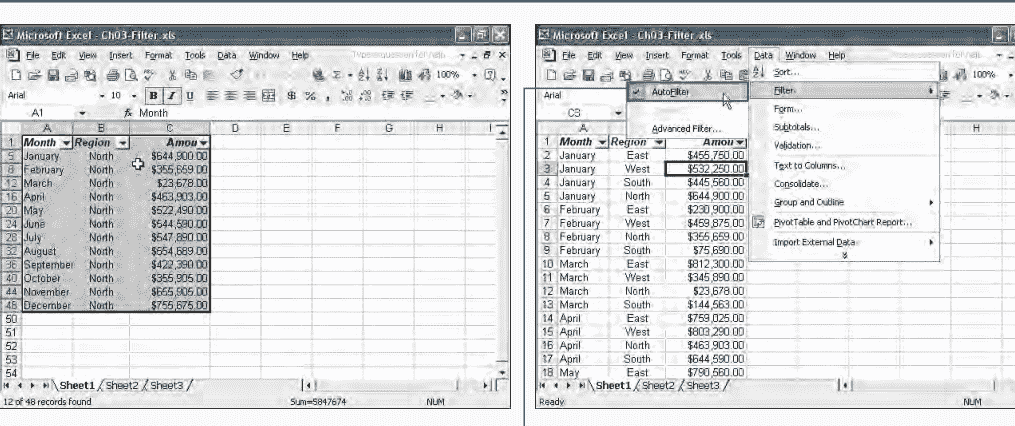 Microsoft Excel - Ch03-Filter.xls
File Edit View Insert Format Tools Data Window Help
100%
Arial 10 B I U $ % ,
A1 fx Month
A B C D E F G H I
1 Month Region Amou
5 January North $644,900.00
8 February North $355,659.00
12 March North $23,678.00
16 April North $463,903.00
20 May North $522,490.00
24 June North $544,590.00
28 July North $547,890.00
32 August North $654,689.00
36 September North $422,390.00
40 October North $355,905.00
44 November North $655,905.00
48 December North $755,675.00
50
51
52
53
54
Sheet1 Sheet2 Sheet3
12 of 48 records found Sum=5847674 NUM
Microsoft Excel - Ch03-Filter.xls
File Edit View Insert Format Tools Data Window Help
100%
Arial
C3
Sort...
Filter
AutoFilter
Advanced Filter...
Form...
Subtotals...
Validation...
Text to Columns...
Consolidate...
Group and Outline
PivotTable and PivotChart Report...
Import External Data
A H
1 Month Region Amou
2 January East $455,750.00
3 January West $532,250.00
4 January South $445,560.00
5 January North $644,900.00
6 February East $230,900.00
7 February West $459,875.00
8 February North $355,659.00
9 February South $75,690.00
10 March East $812,300.00
11 March West $345,890.00
12 March North $23,678.00
13 March South $144,563.00
14 April East $759,025.00
15 April West $803,290.00
16 April North $463,903.00
17 April South $644,590.00
18 May East $790,560.00
Sheet1 Sheet2 Sheet3
Ready NUM